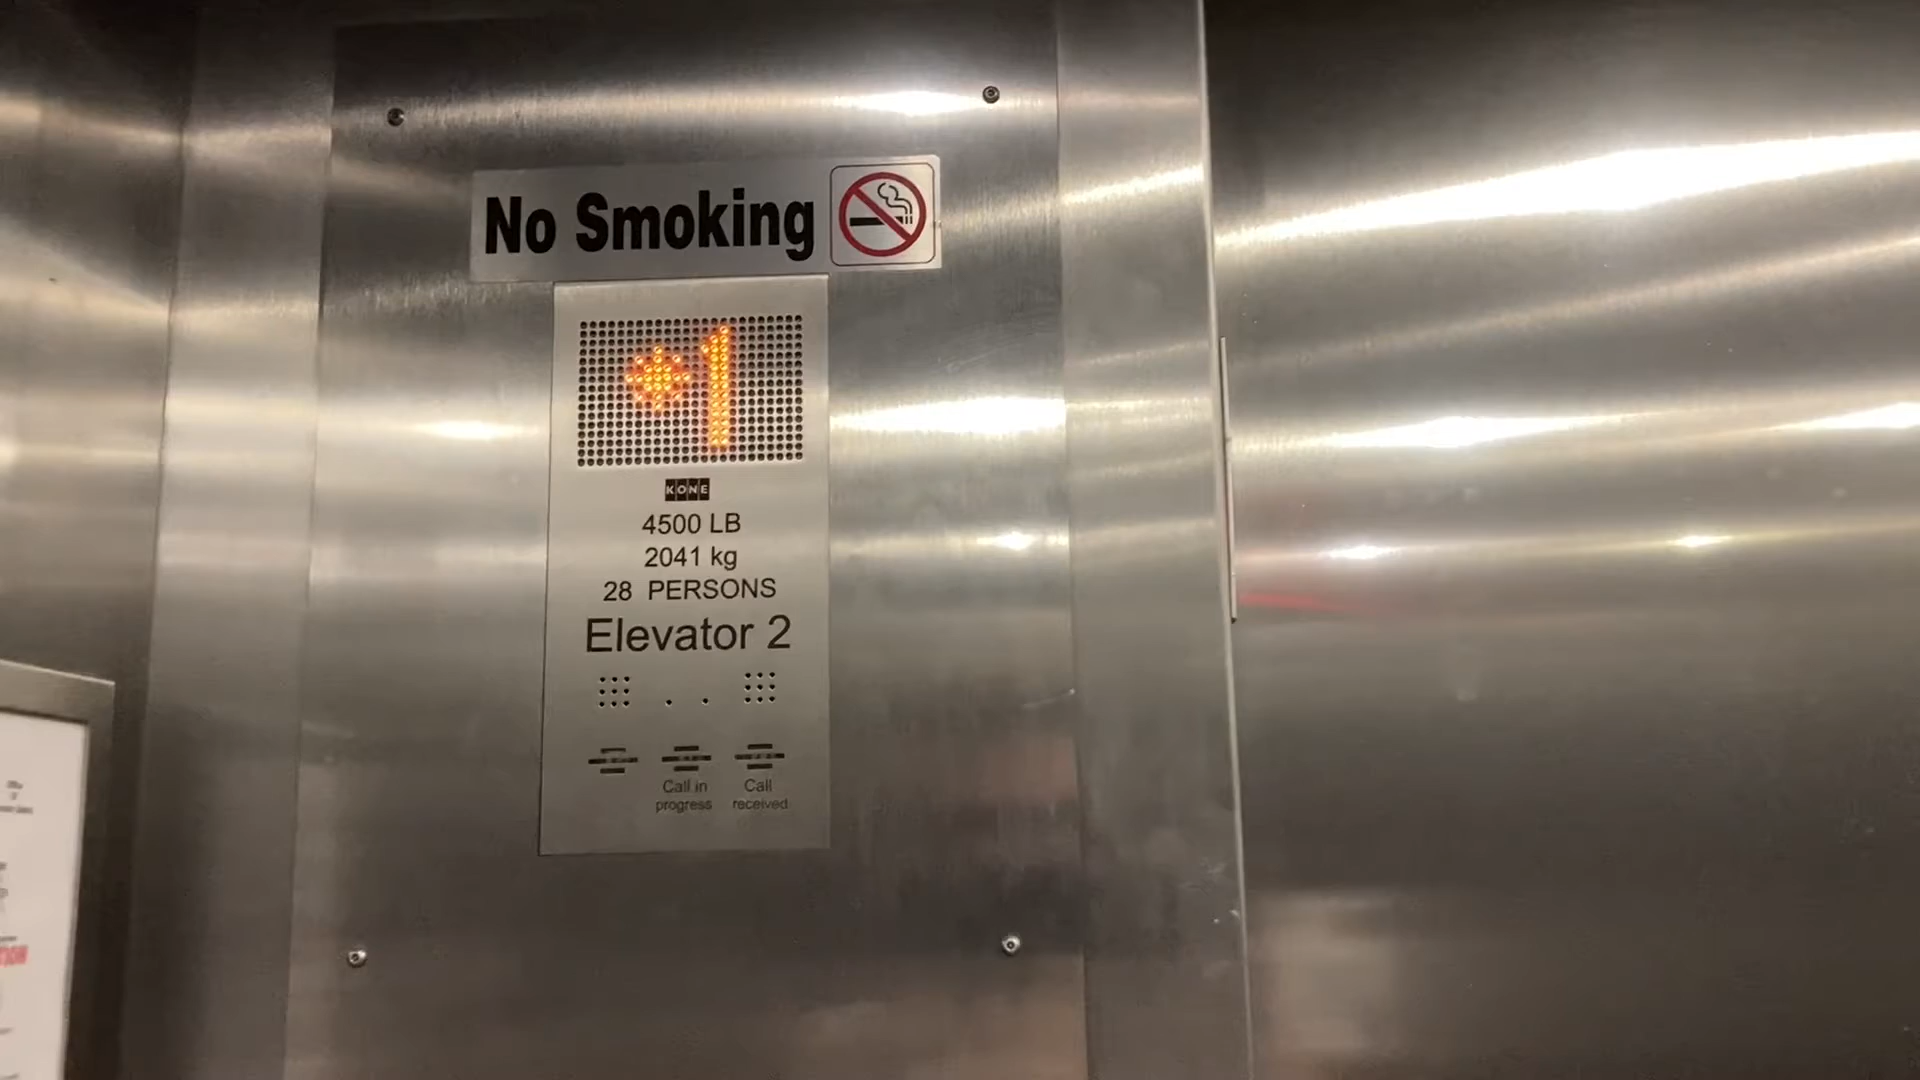 No Smoking
*1
KONE
4500 LB
2041 kg
28 PERSONS
Elevator 2
Call in
progress
Call
received